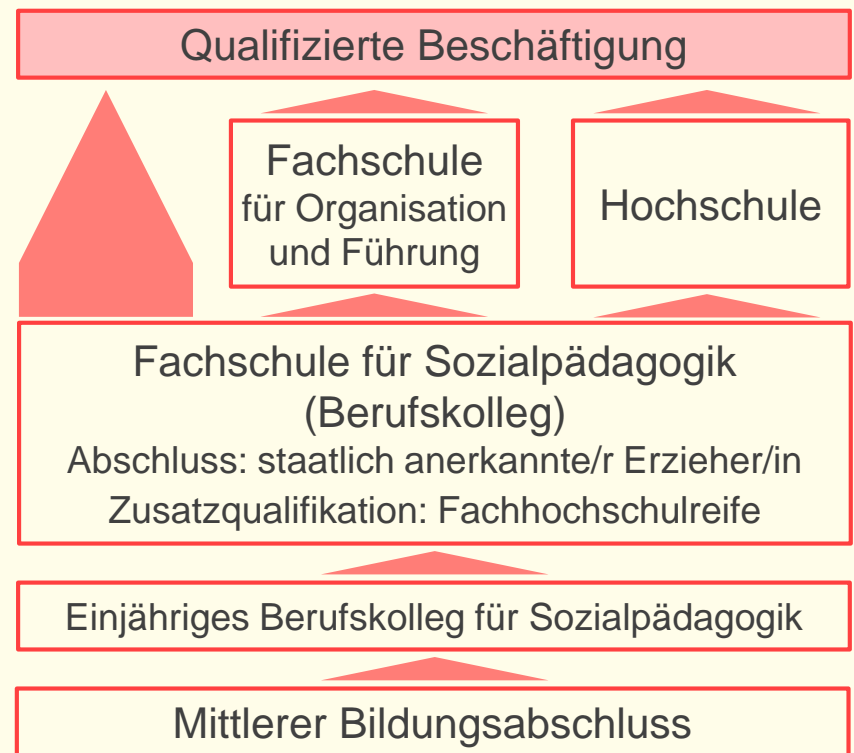 Qualifizierte Beschäftigung
Fachschule
für Organisation
und Führung
Hochschule
Fachschule für Sozialpädagogik
(Berufskolleg)
Abschluss: staatlich anerkannte/r Erzieher/in
Zusatzqualifikation: Fachhochschulreife
Einjähriges Berufskolleg für Sozialpädagogik
Mittlerer Bildungsabschluss